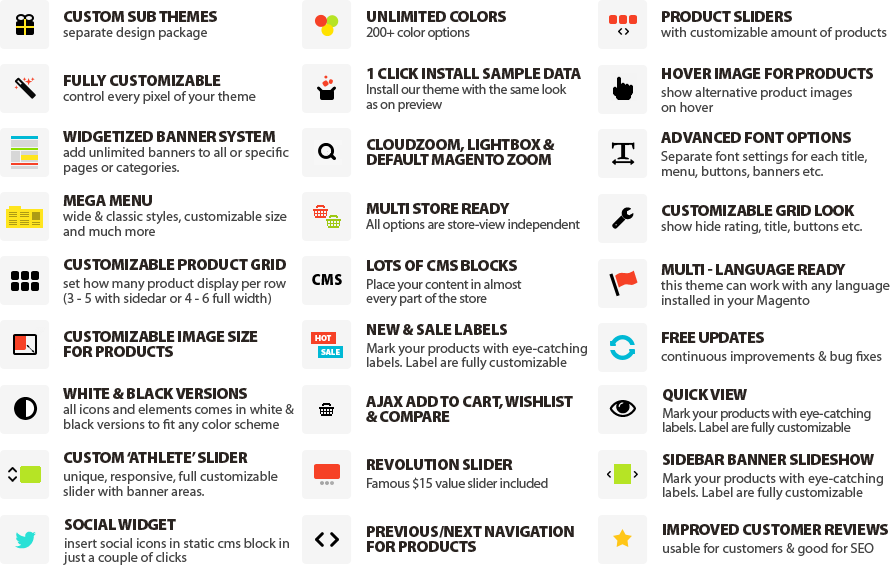 CUSTOM SUB THEMES
separate design package
FULLY CUSTOMIZABLE
control every pixel of your theme
WIDGETIZED BANNER SYSTEM
add unlimited banners to all or specific
pages or categories.
MEGA MENU
wide & classic styles, customizable size
and much more
CUSTOMIZABLE PRODUCT GRID
set how many product display per row
(3 - 5 with sidedar or 4 - 6 full width)
CUSTOMIZABLE IMAGE SIZE
FOR PRODUCTS
WHITE & BLACK VERSIONS
all icons and elements comes in white &
black versions to fit any color scheme
CUSTOM ‘ATHLETE’ SLIDER
unique, responsive, full customizable
slider with banner areas.
SOCIAL WIDGET
insert social icons in static cms block in
just a couple of clicks
UNLIMITED COLORS
200+ color options
1 CLICK INSTALL SAMPLE DATA
Install our theme with the same look
as on preview
CLOUDZOOM, LIGHTBOX &
DEFAULT MAGENTO ZOOM
MULTI STORE READY
All options are store-view independent
CMS
LOTS OF CMS BLOCKS
Place your content in almost
every part of the store
HOT
SALE
NEW & SALE LABELS
Mark your products with eye-catching
labels. Label are fully customizable
AJAX ADD TO CART, WISHLIST
& COMPARE
REVOLUTION SLIDER
Famous $15 value slider included
PREVIOUS/NEXT NAVIGATION
FOR PRODUCTS
PRODUCT SLIDERS
with customizable amount of products
HOVER IMAGE FOR PRODUCTS
show alternative product images
on hover
T
ADVANCED FONT OPTIONS
Separate font settings for each title,
menu, buttons, banners etc.
CUSTOMIZABLE GRID LOOK
show hide rating, title, buttons etc.
MULTI - LANGUAGE READY
this theme can work with any language
installed in your Magento
FREE UPDATES
continuous improvements & bug fixes
QUICK VIEW
Mark your products with eye-catching
labels. Label are fully customizable
SIDEBAR BANNER SLIDESHOW
Mark your products with eye-catching
labels. Label are fully customizable
IMPROVED CUSTOMER REVIEWS
usable for customers & good for SEO